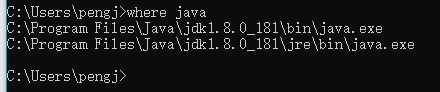 C:\Users\pengj>where java
C:\Program Files\Java\jdk1.8.0_181\bin\java.exe
C:\Program Files\Java\jdk1.8.0_181\jre\bin\java.exe
C:\Users\pengj>